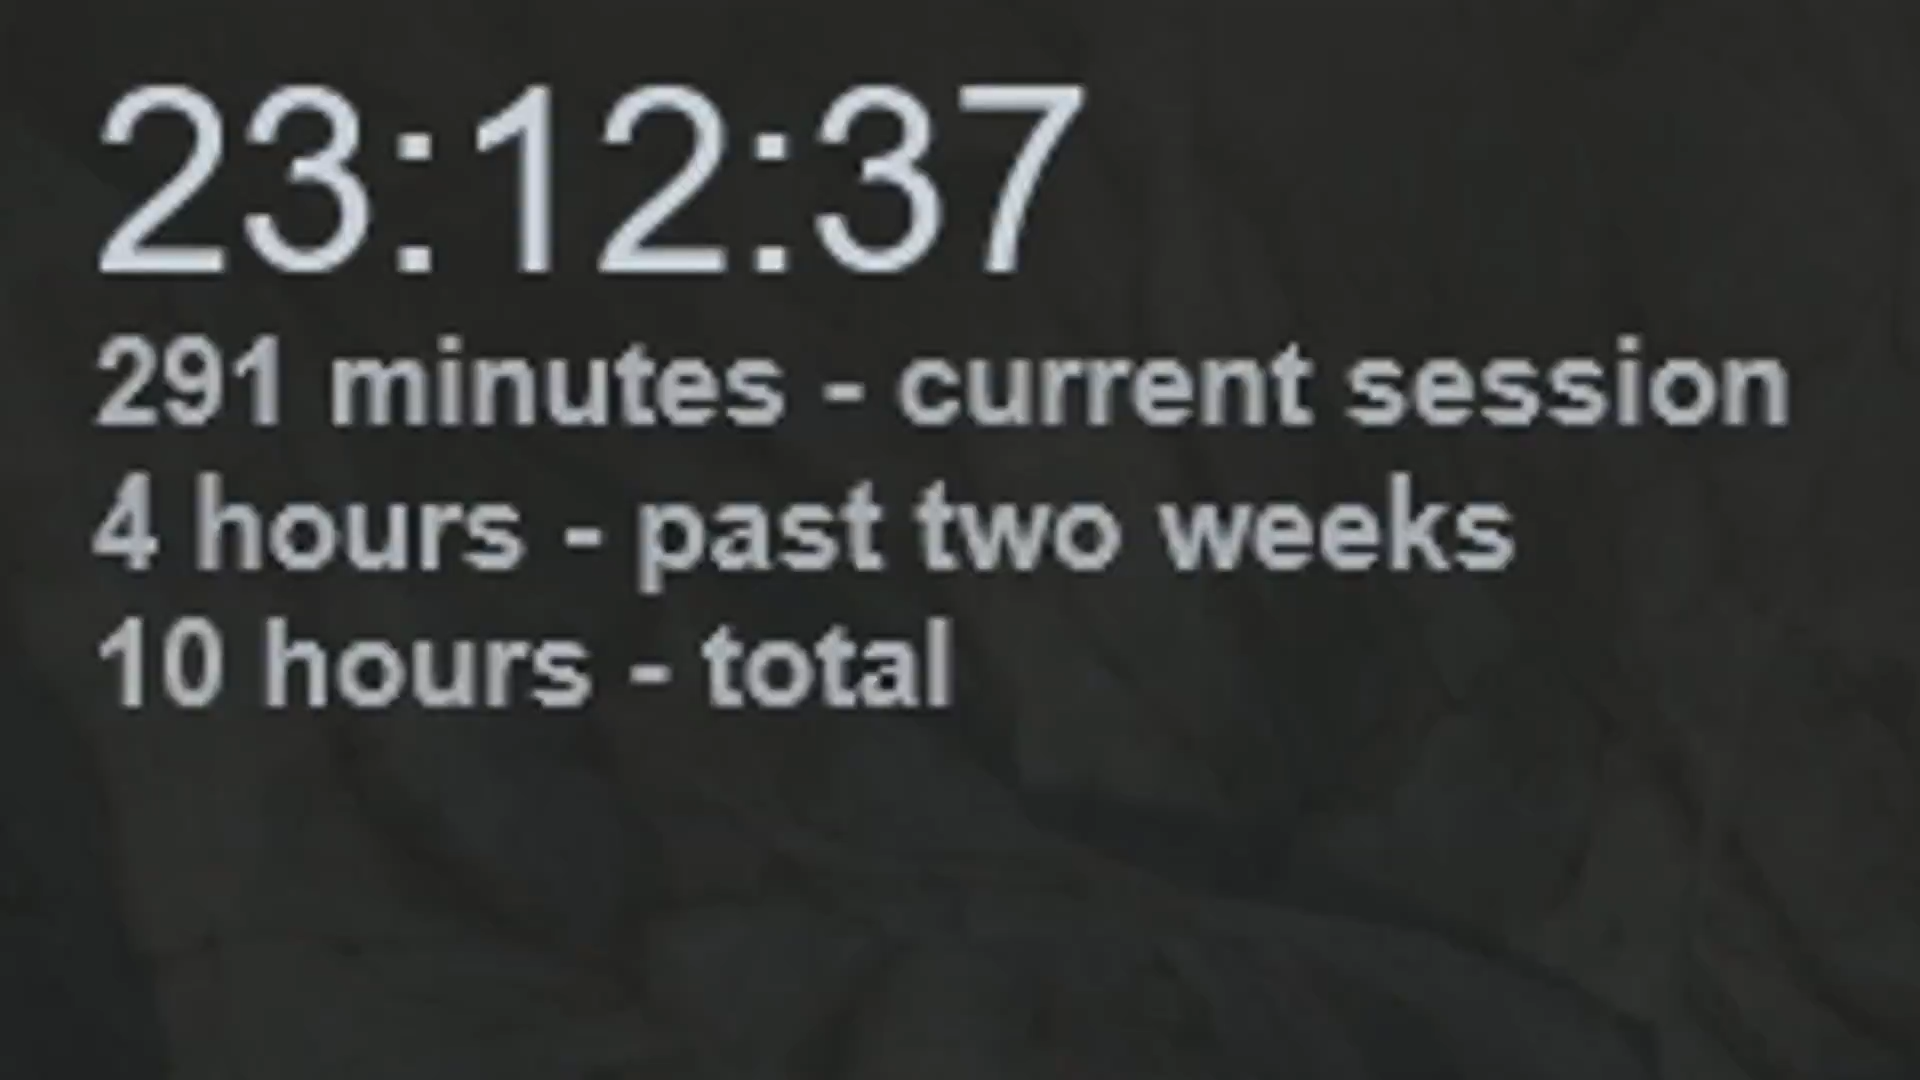 23:12:37
291 minutes - current session
4 hours - past two weeks
10 hours - total